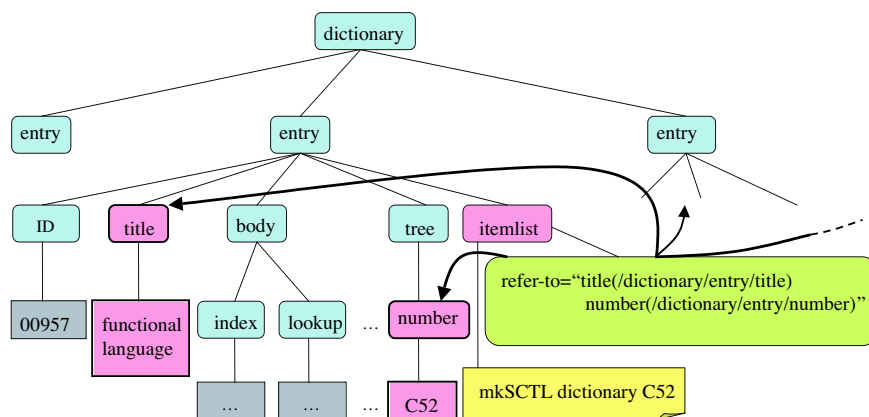 dictionary
entry
entry
entry
ID
title
body
tree
itemlist
refer-to=“title(/dictionary/entry/title)
number(/dictionary/entry/number)”
00957
functional
language
index
lookup
...
number
mkSCTL dictionary C52
...
...
...
C52